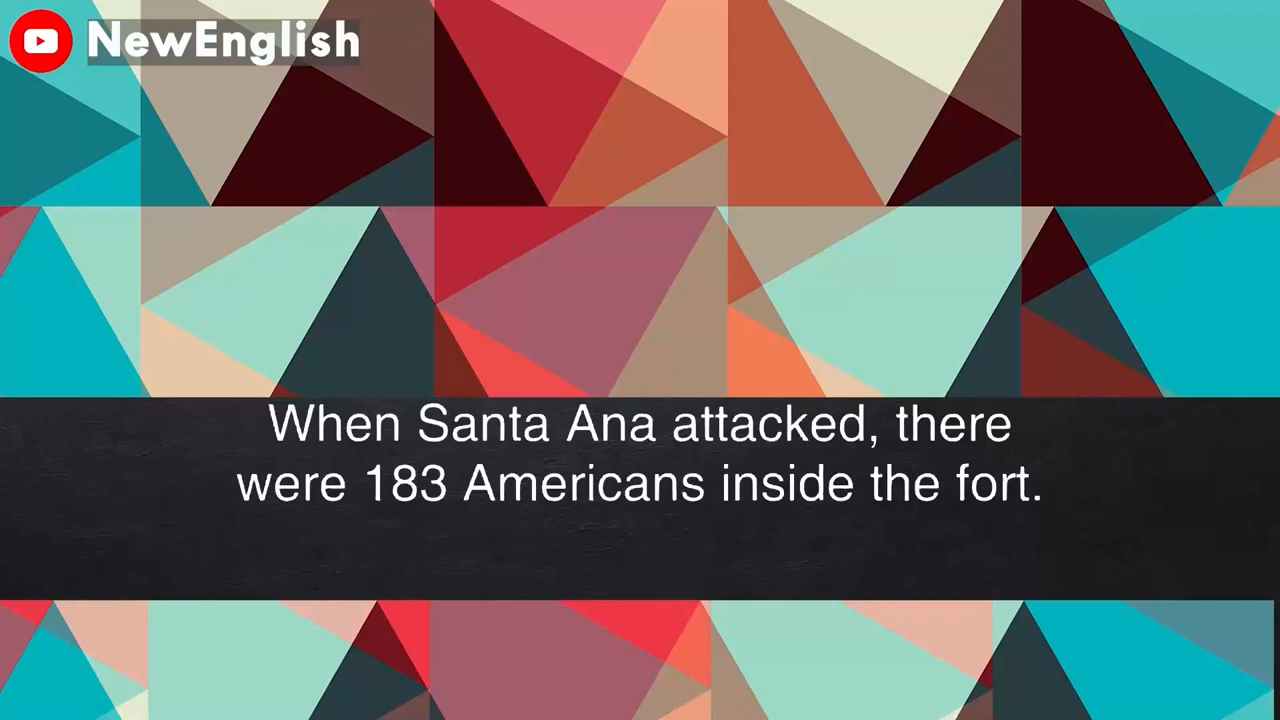 NewEnglish
When Santa Ana attacked, there
were 183 Americans inside the fort.